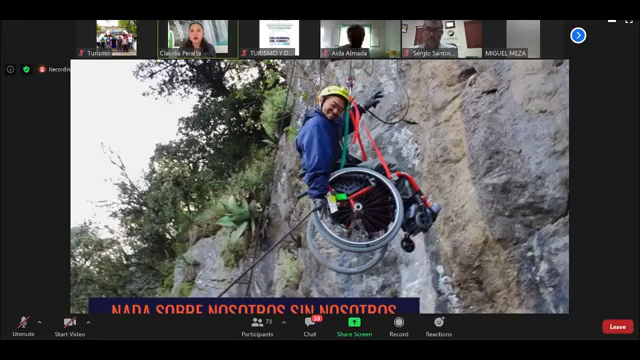 Turismo
Claudia Peralta
TURISMO Y D...
Aida Almada
Sergio Santos...
MIGUEL MEZA
Recording
NADA SOBRE NOSOTROS SIN NOSOTROS
Unmute
Start Video
Participants
73
Chat
53
Share Screen
Record
Reactions
Leave